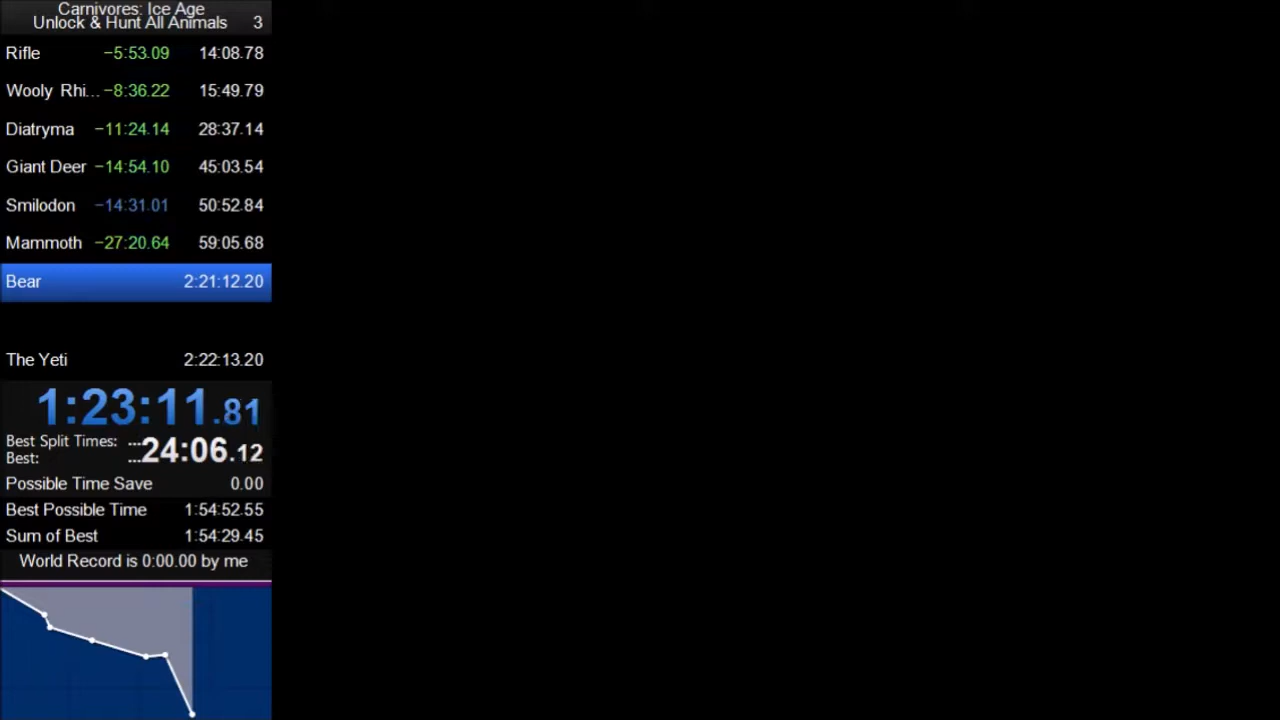 Carnivores: Ice Age
Unlock & Hunt All Animals 3
Rifle −5:53.09 14:08.78
Wooly Rhi... −8:36.22 15:49.79
Diatryma −11:24.14 28:37.14
Giant Deer −14:54.10 45:03.54
Smilodon −14:31.01 50:52.84
Mammoth −27:20.64 59:05.68
Bear 2:21:12.20
The Yeti 2:22:13.20
1:23:11.81
Best Split Times: ...24:06.12
Best: ...
Possible Time Save 0.00
Best Possible Time 1:54:52.55
Sum of Best 1:54:29.45
World Record is 0:00.00 by me